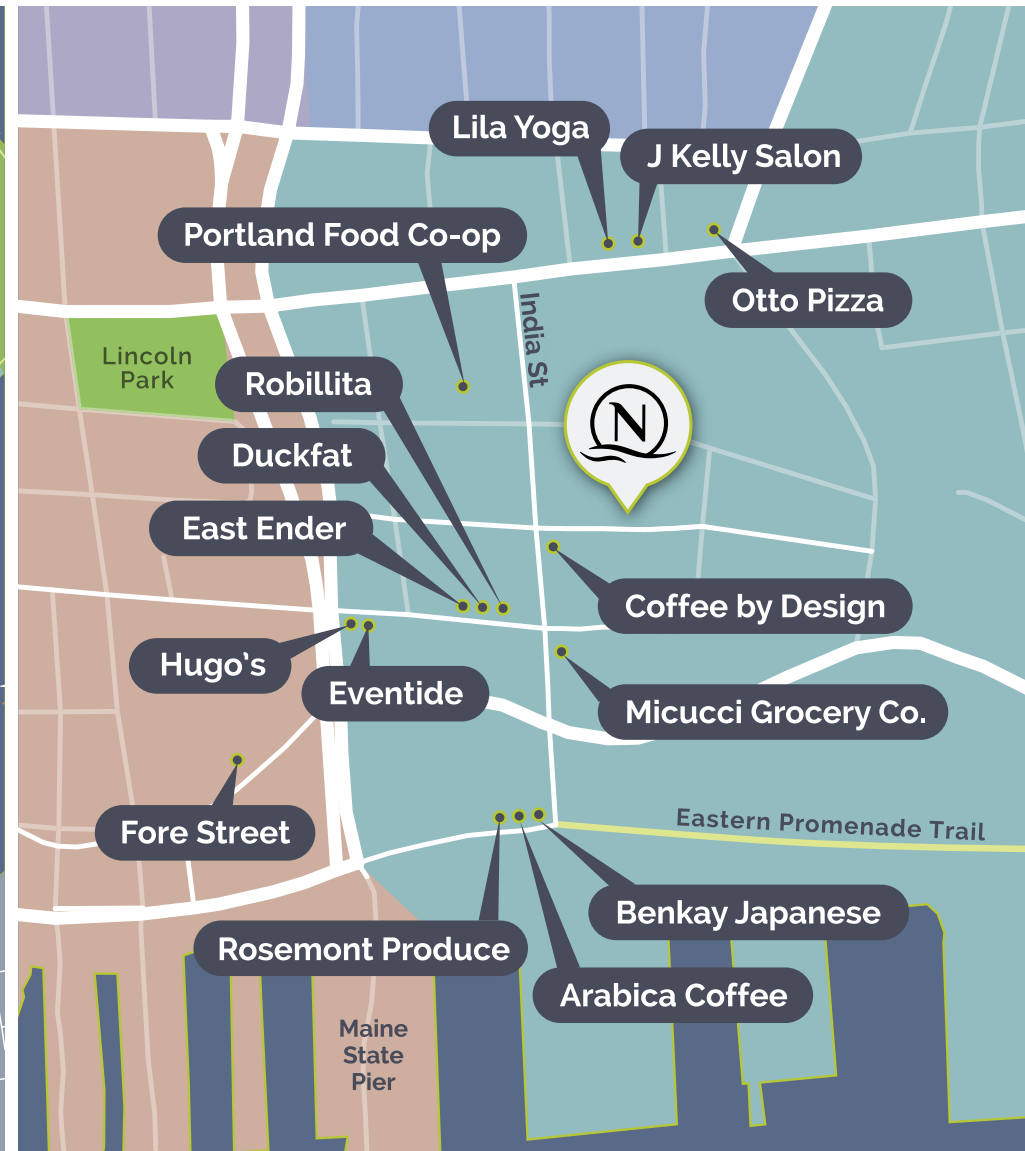 Lila Yoga
J Kelly Salon
Portland Food Co-op
Otto Pizza
India St
Lincoln
Park
Robillita
N
Duckfat
East Ender
Coffee by Design
Hugo's
Eventide
Micucci Grocery Co.
Fore Street
Eastern Promenade Trail
Benkay Japanese
Rosemont Produce
Arabica Coffee
Maine
State
Pier